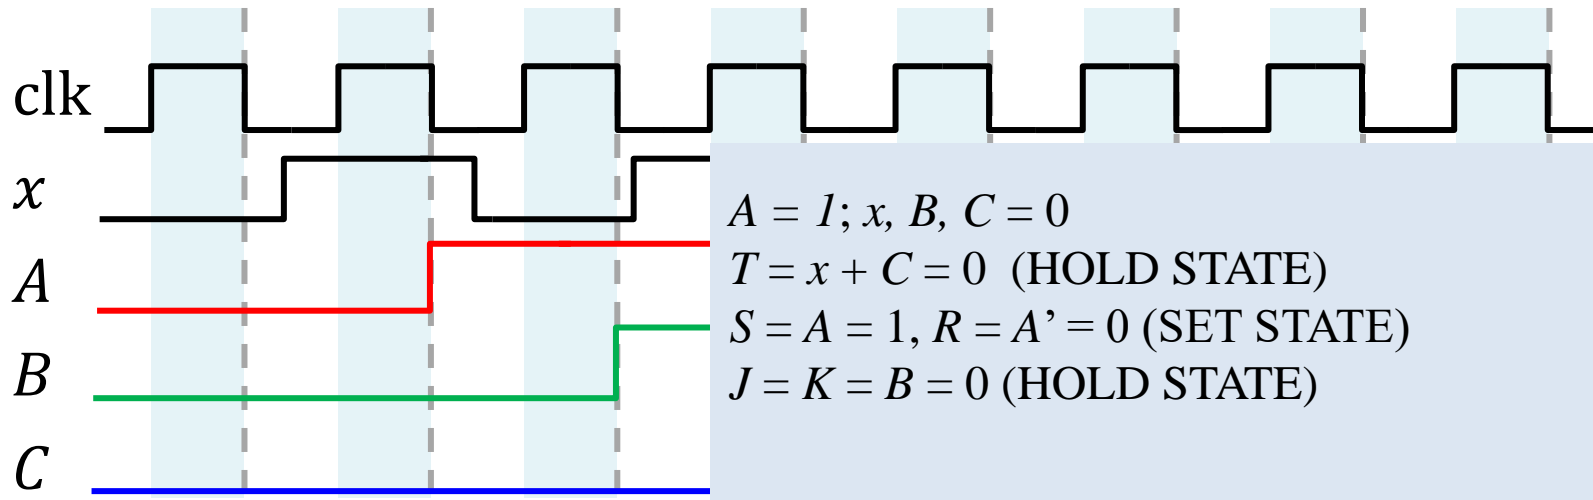 clk
x
A
B
C
A = 1; x, B, C = 0
T = x + C = 0 (HOLD STATE)
S = A = 1, R = A’ = 0 (SET STATE)
J = K = B = 0 (HOLD STATE)